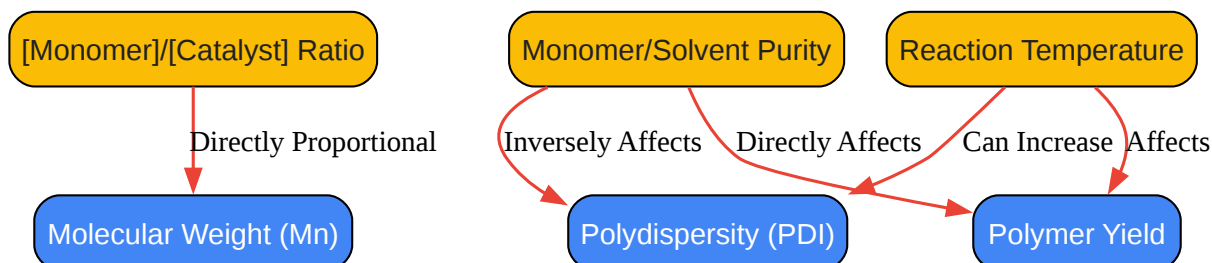 [Monomer]/[Catalyst] Ratio
Monomer/Solvent Purity
Reaction Temperature
Directly Proportional
Inversely Affects
Directly Affects
Can Increase
Affects
Molecular Weight (Mn)
Polydispersity (PDI)
Polymer Yield